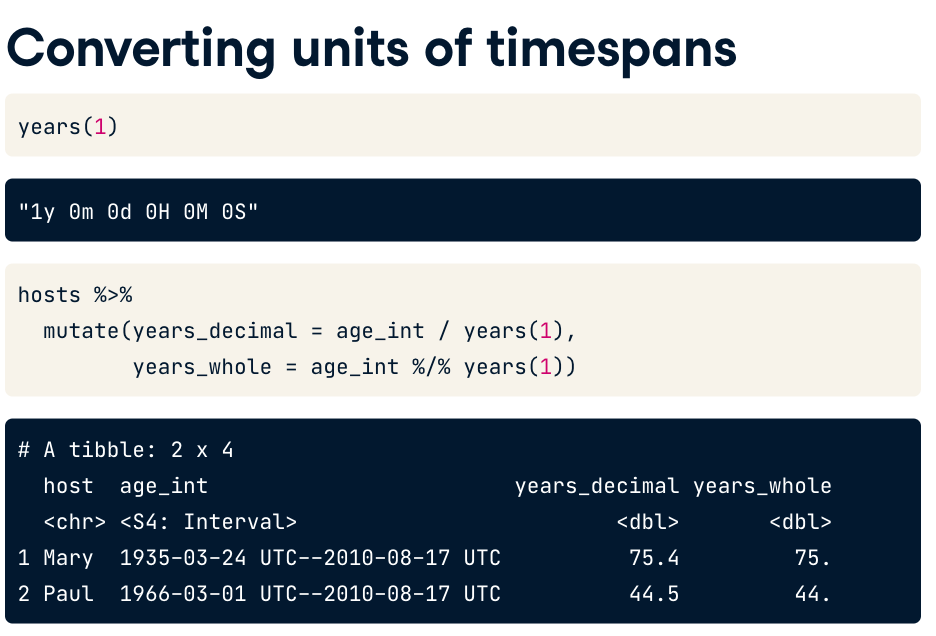 Converting units of timespans
years(1)
"1y 0m 0d 0H 0M 0S"
hosts %>%
  mutate(years_decimal = age_int / years(1),
         years_whole = age_int %/% years(1))
# A tibble: 2 x 4
  host  age_int                        years_decimal years_whole
  <chr> <S4: Interval>                         <dbl>       <dbl>
1 Mary  1935-03-24 UTC--2010-08-17 UTC          75.4         75.
2 Paul  1966-03-01 UTC--2010-08-17 UTC          44.5         44.